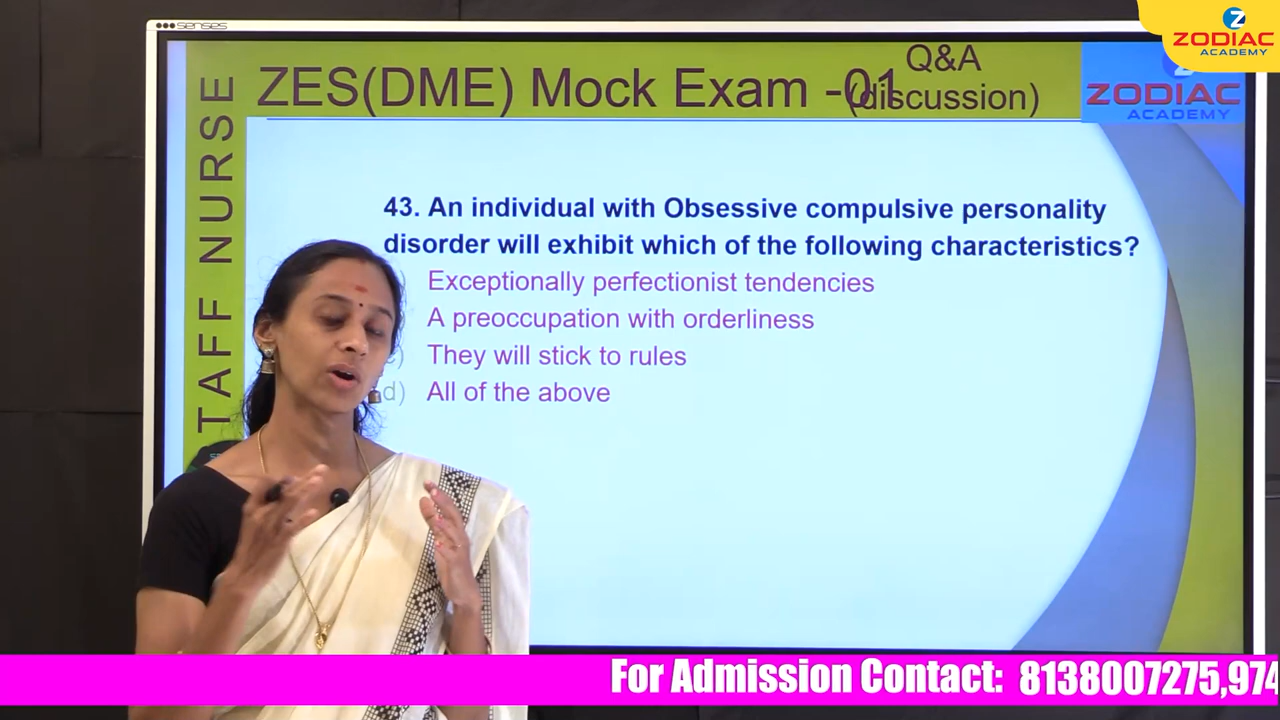 senses
Z
ZODIAC
ACADEMY
STAFF NURSE
ZES(DME) Mock Exam -01
Q&A
(discussion)
ZODIAC
ACADEMY
43. An individual with Obsessive compulsive personality
disorder will exhibit which of the following characteristics?
Exceptionally perfectionist tendencies
A preoccupation with orderliness
c) They will stick to rules
d) All of the above
For Admission Contact: 8138007275,974